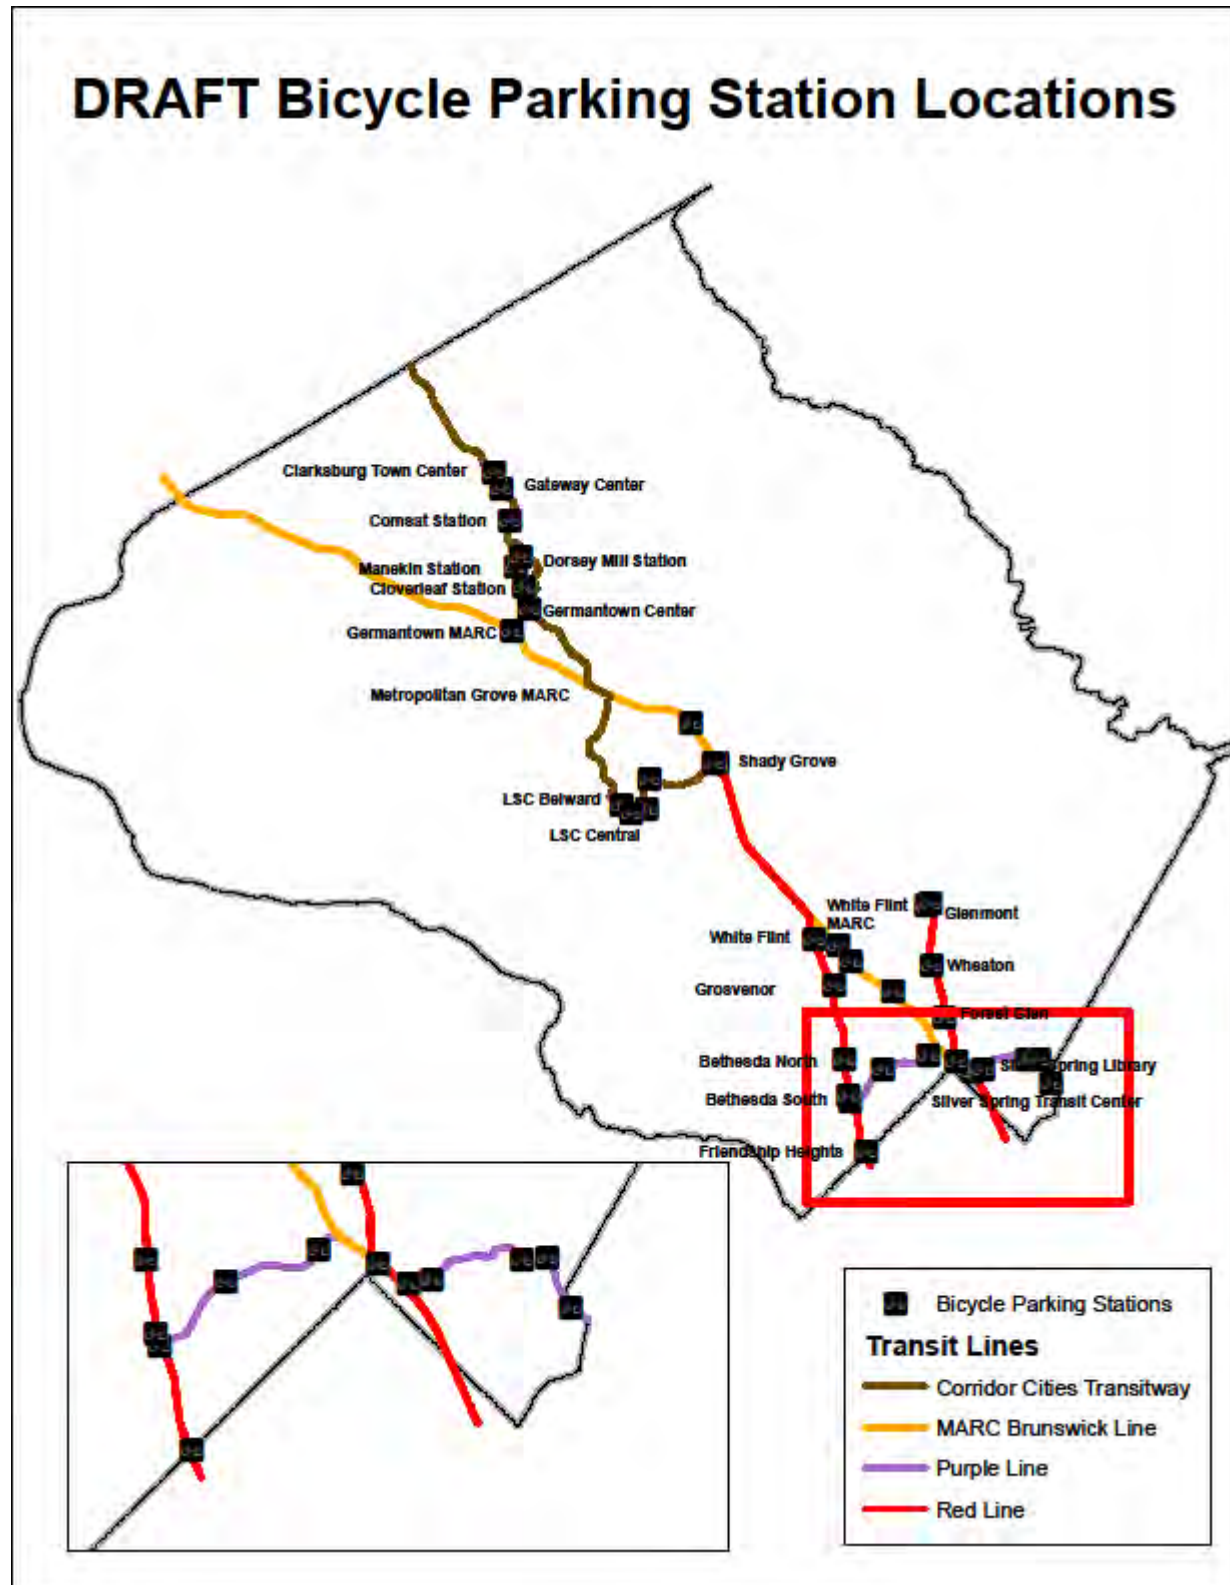 DRAFT Bicycle Parking Station Locations
Clarksburg Town Center
Gateway Center
Comsat Station
Dorsey Mill Station
Manekin Station
Cloverleaf Station
Germantown Center
Germantown MARC
Metropolitan Grove MARC
Shady Grove
LSC Belward
LSC Central
White Flint
MARC
Glenmont
White Flint
Wheaton
Grosvenor
Forest Glen
Bethesda North
Silver Spring Library
Bethesda South
Silver Spring Transit Center
Friendship Heights
Bicycle Parking Stations
Transit Lines
Corridor Cities Transitway
MARC Brunswick Line
Purple Line
Red Line